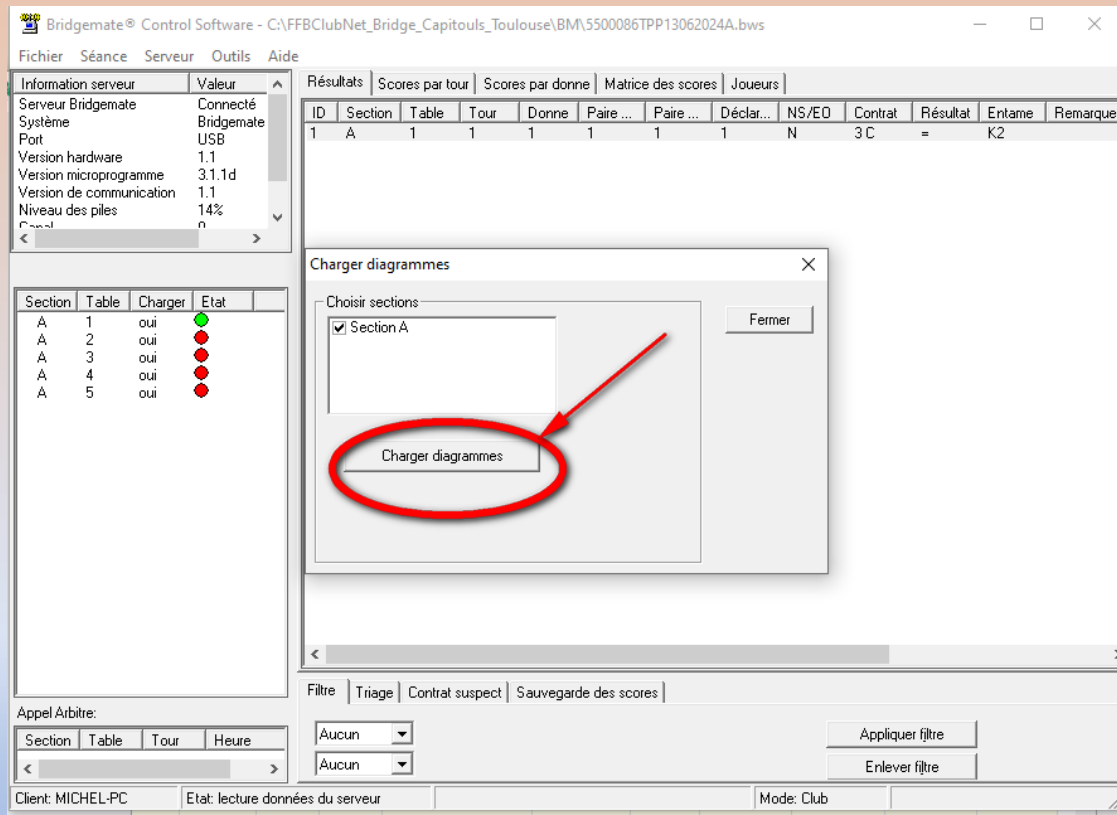 Bridgemate® Control Software - C:\FFBClubNet_Bridge_Capitouls_Toulouse\BM\5500086TPP13062024A.bws
Fichier Séance Serveur Outils Aide
Information serveur Valeur
Serveur Bridgemate Connecté
Système Bridgemate
Port USB
Version hardware 1.1
Version microprogramme 3.1.1d
Version de communication 1.1
Niveau des piles 14%
Canal 0
Résultats Scores par tour Scores par donne Matrice des scores Joueurs
ID Section Table Tour Donne Paire ... Paire ... Déclar... NS/EO Contrat Résultat Entame Remarque
1 A 1 1 1 1 1 1 N 3 C = K2
Section Table Charger Etat
A 1 oui
A 2 oui
A 3 oui
A 4 oui
A 5 oui
Charger diagrammes
Choisir sections
Section A
Fermer
Charger diagrammes
Appel Arbitre:
Section Table Tour Heure
Filtre Triage Contrat suspect Sauvegarde des scores
Aucun Appliquer filtre
Aucun Enlever filtre
Client: MICHEL-PC Etat: lecture données du serveur Mode: Club